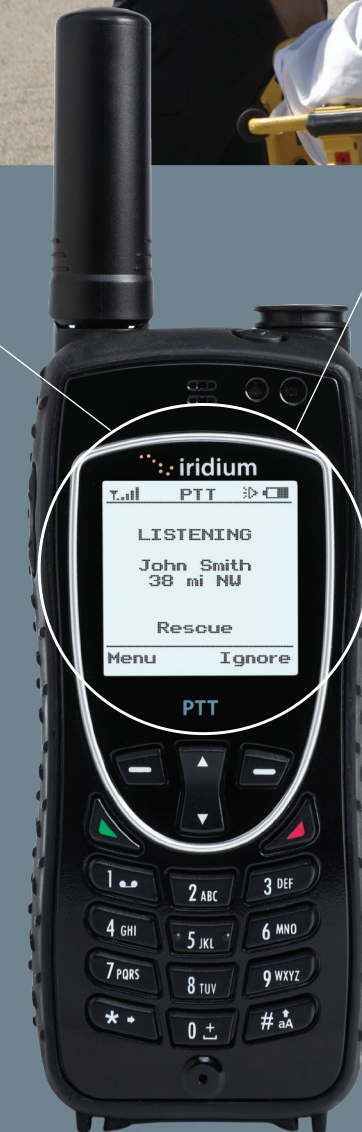 iridium
PTT
LISTENING
John Smith
38 mi NW
Rescue
Menu Ignore
PTT
1
2 ABC
3 DEF
4 GHI
5 JKL
6 MNO
7 PQRS
8 TUV
9 WXYZ
*
0 +
# aA